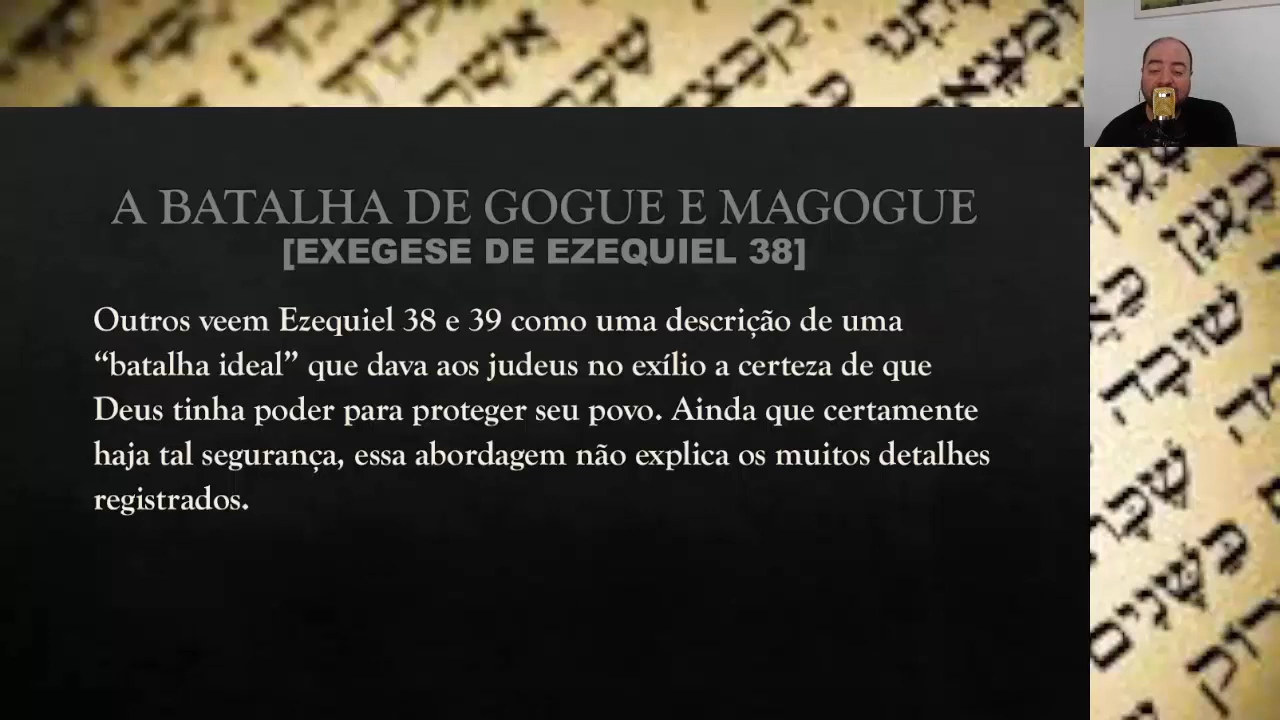 A BATALHA DE GOGUE E MAGOGUE
[EXEGESE DE EZEQUIEL 38]
Outros veem Ezequiel 38 e 39 como uma descrição de uma
“batalha ideal” que dava aos judeus no exílio a certeza de que
Deus tinha poder para proteger seu povo. Ainda que certamente
haja tal segurança, essa abordagem não explica os muitos detalhes
registrados.